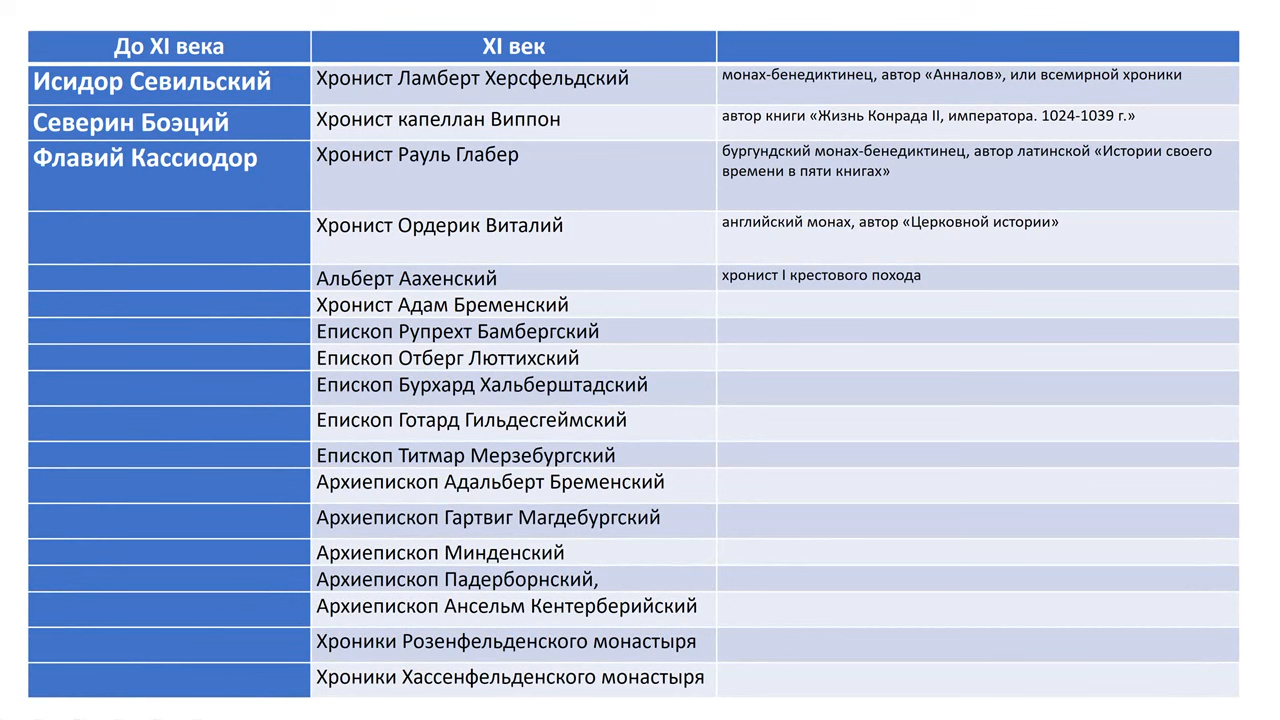 До XI века
XI век
Исидор Севильский
Хронист Ламберт Херсфельдский
монах-бенедиктинец, автор «Анналов», или всемирной хроники
Северин Боэций
Хронист капеллан Виппон
автор книги «Жизнь Конрада II, императора. 1024-1039 г.»
Флавий Кассиодор
Хронист Рауль Глабер
бургундский монах-бенедиктинец, автор латинской «Истории своего
времени в пяти книгах»
Хронист Ордерик Виталий
английский монах, автор «Церковной истории»
Альберт Аахенский
хронист I крестового похода
Хронист Адам Бременский
Епископ Рупрехт Бамбергский
Епископ Отберг Люттихский
Епископ Бурхард Хальберштадский
Епископ Готард Гильдесгеймский
Епископ Титмар Мерзебургский
Архиепископ Адальберт Бременский
Архиепископ Гартвиг Магдебургский
Архиепископ Минденский
Архиепископ Падерборнский,
Архиепископ Ансельм Кентерберийский
Хроники Розенфельденского монастыря
Хроники Хассенфельденского монастыря